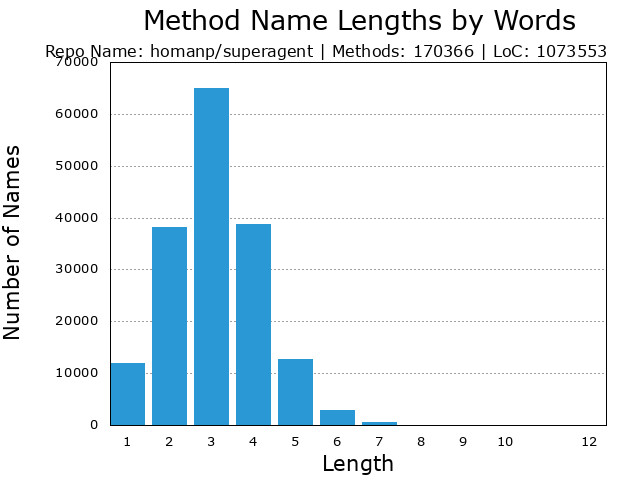 Method Name Lengths by Words
Repo Name: homanp/superagent | Methods: 170366 | LoC: 1073553
Number of Names
70000
60000
50000
40000
30000
20000
10000
0
1 2 3 4 5 6 7 8 9 10 12
Length